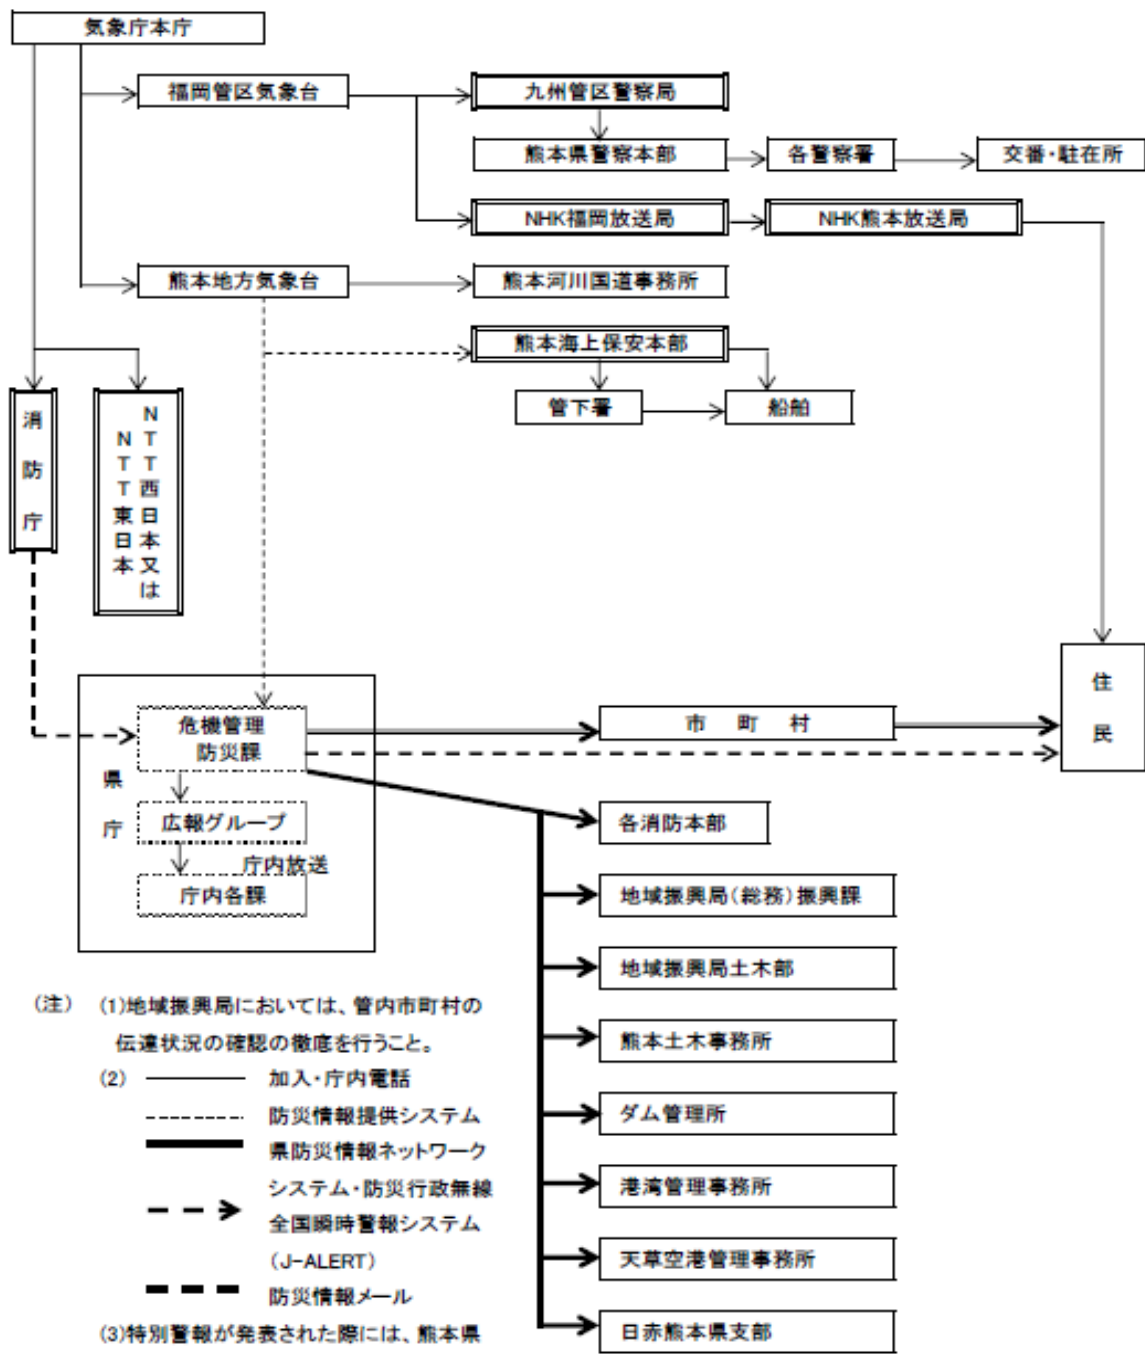 気象庁本庁
福岡管区気象台
九州管区警察局
熊本県警察本部
各警察署
交番・駐在所
NHK福岡放送局
NHK熊本放送局
熊本地方気象台
熊本河川国道事務所
熊本海上保安本部
管下署
船舶
消防庁
NTT西日本又は
NTT東日本
住民
県庁
危機管理
防災課
市町村
広報グループ
庁内放送
庁内各課
各消防本部
地域振興局(総務)振興課
地域振興局土木部
熊本土木事務所
ダム管理所
港湾管理事務所
天草空港管理事務所
日赤熊本県支部
(注) (1)地域振興局においては、管内市町村の
伝達状況の確認の徹底を行うこと。
(2) 加入・庁内電話
防災情報提供システム
県防災情報ネットワーク
システム・防災行政無線
全国瞬時警報システム
(J-ALERT)
防災情報メール
(3)特別警報が発表された際には、熊本県